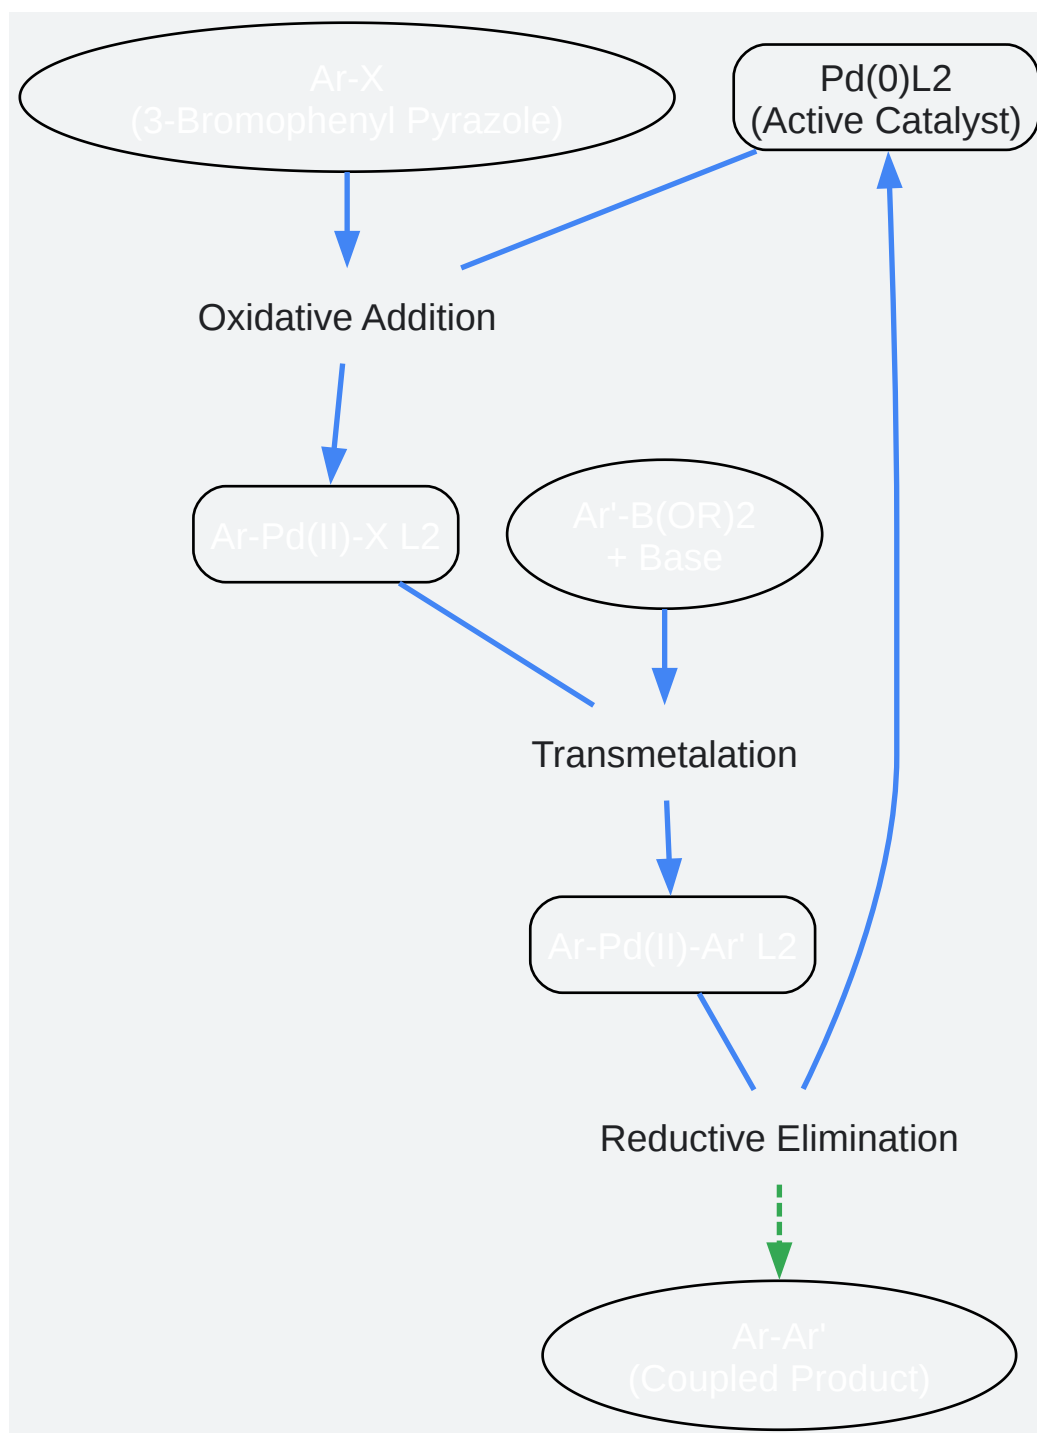 Ar-X
(3-Bromophenyl Pyrazole)
Pd(0)L2
(Active Catalyst)
Oxidative Addition
Ar-Pd(II)-X L2
Ar'-B(OR)2
+ Base
Transmetalation
Ar-Pd(II)-Ar' L2
Reductive Elimination
Ar-Ar'
(Coupled Product)